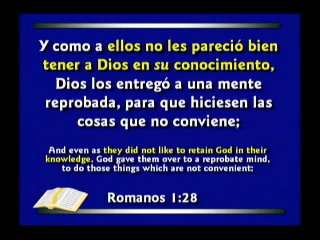 Y como a ellos no les pareció bien
tener a Dios en su conocimiento,
Dios los entregó a una mente
reprobada, para que hiciesen las
cosas que no conviene;
And even as they did not like to retain God in their
knowledge, God gave them over to a reprobate mind,
to do those things which are not convenient;
Romanos 1:28